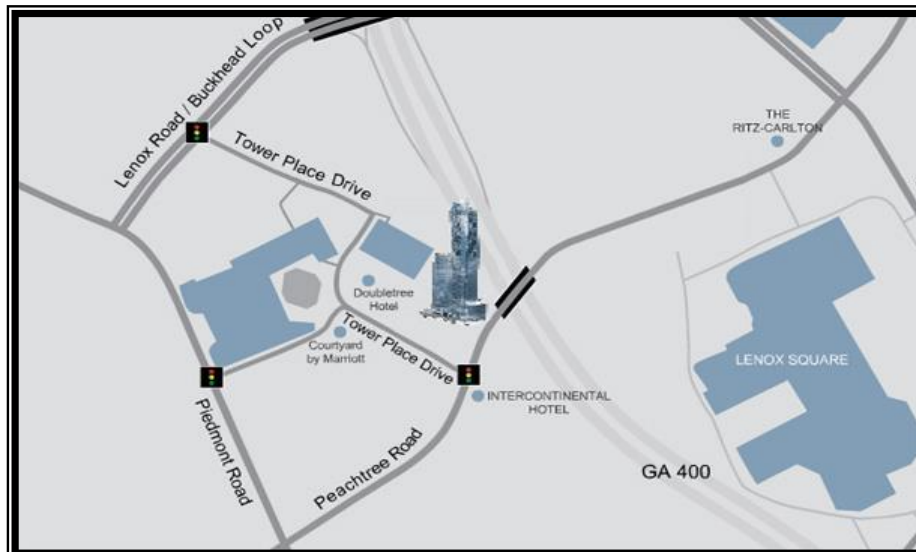 Lenox Road / Buckhead Loop
Tower Place Drive
THE
RITZ-CARLTON
Doubletree
Hotel
Tower Place Drive
Courtyard
by Marriott
LENOX SQUARE
INTERCONTINENTAL
HOTEL
Piedmont Road
Peachtree Road
GA 400